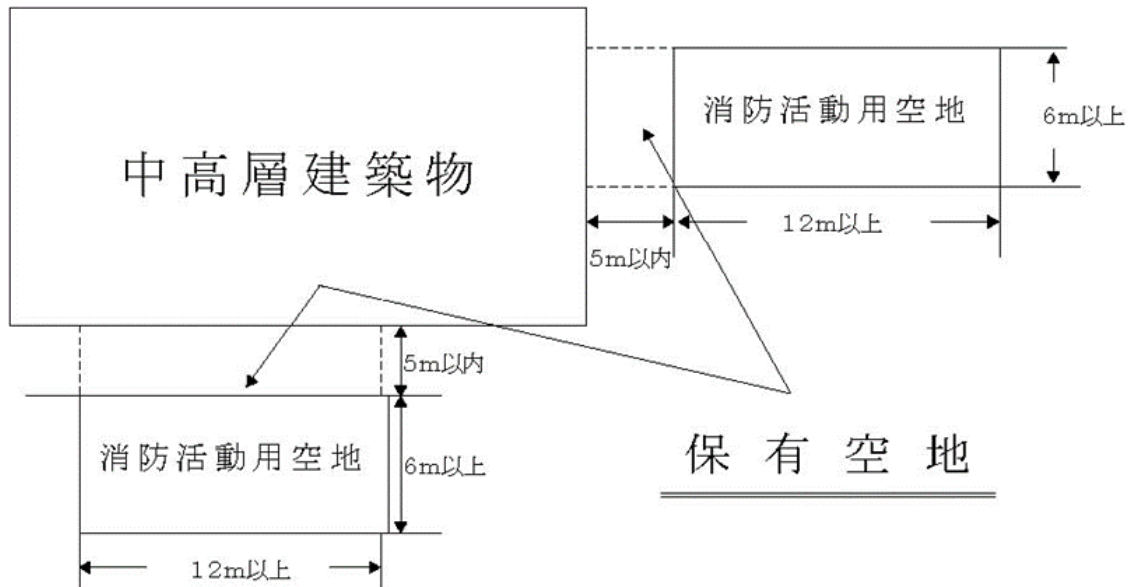 中高層建築物
消防活動用空地
6m以上
12m以上
5m以内
5m以内
消防活動用空地
6m以上
12m以上
保有空地